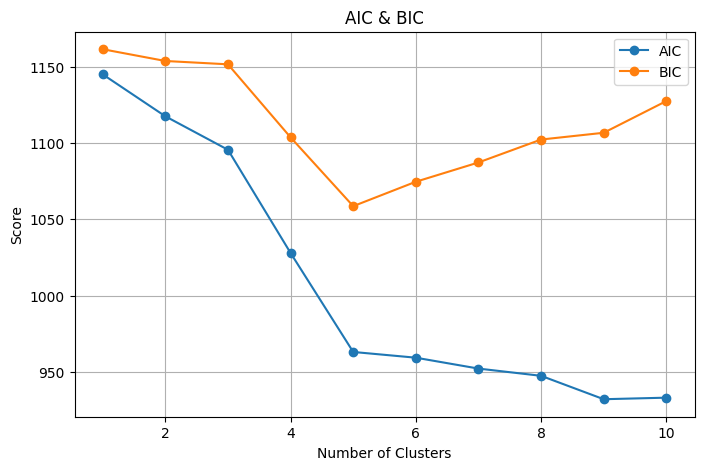 AIC & BIC
AIC
BIC
Score
1150
1100
1050
1000
950
2 4 6 8 10
Number of Clusters